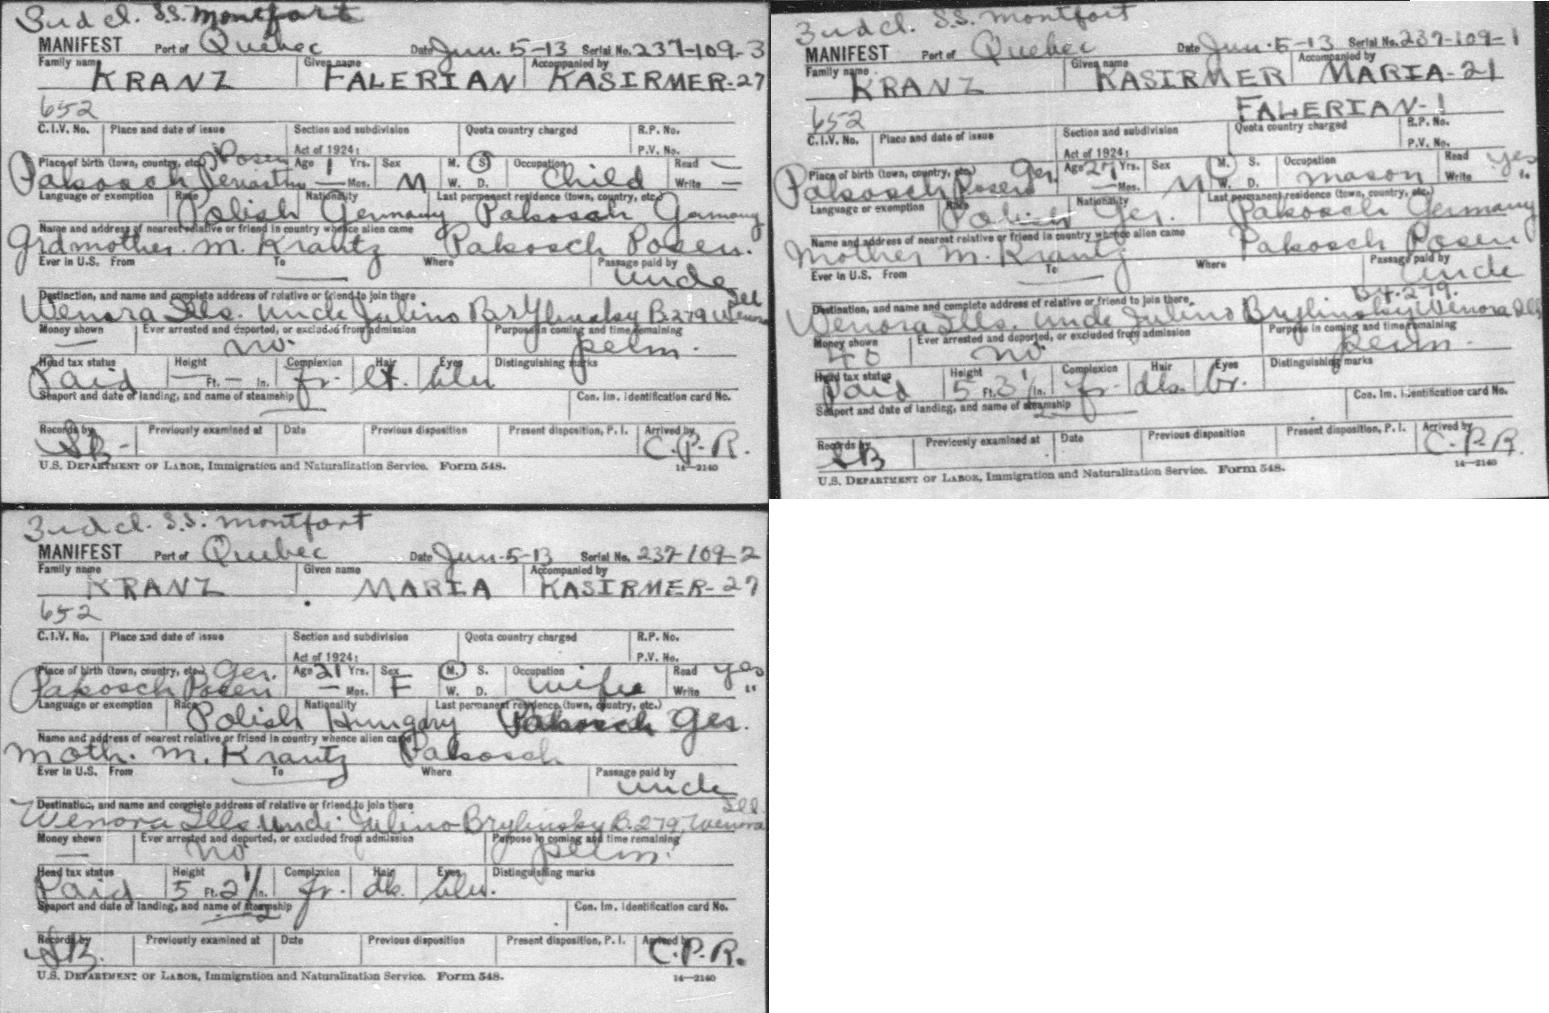 3rd cl. S.S. Montfort
MANIFEST Port of Quebec Date Jun. 5-13 Serial No. 237-109-3
Family name KRANZ Given name FALERIAN Accompanied by KASIRMER-27
652
C.I.V. No. Place and date of issue Section and subdivision Quota country charged R.P. No.
Act of 1924: P.V. No.
Place of birth (town, country, etc.) Posen Age 1 Yrs. Sex M. S. Occupation Read —
Pakosch — Mos. M W. D. Child Write —
Language or exemption Race Nationality Last permanent residence (town, country, etc.)
Polish Germany Pakosch Germany
Name and address of nearest relative or friend in country whence alien came
Grdmother. M. Krantz Pakosch Posen.
Ever in U.S. From To Where Passage paid by
— uncle
Destination, and name and complete address of relative or friend to join there Ill
Wenora Ills. Uncle Julino Brylinsky B.279 Wenora
Money shown Ever arrested and deported, or excluded from admission Purpose in coming and time remaining
— no. perm.
Head tax status Height Complexion Hair Eyes Distinguishing marks
Paid — Ft. — In. fr. lt. blu
Seaport and date of landing, and name of steamship Con. Im. Identification card No.
Records by Previously examined at Date Previous disposition Present disposition, P. I. Arrived by
SB- C.P.R.
U.S. DEPARTMENT OF LABOR, Immigration and Naturalization Service. Form 548. 14—2140
3rd cl. S.S. Montfort
MANIFEST Port of Quebec Date Jun. 5-13 Serial No. 237-109-1
Family name KRANZ Given name KASIRMER Accompanied by MARIA-21
652 FALERIAN-1
C.I.V. No. Place and date of issue Section and subdivision Quota country charged R.P. No.
Act of 1924: P.V. No.
Place of birth (town, country, etc.) Ger. Age 27 Yrs. Sex M. S. Occupation Read yes
Pakosch Posen — Mos. M W. D. mason Write "
Language or exemption Race Nationality Last permanent residence (town, country, etc.)
Polish Ger. Pakosch Germany
Name and address of nearest relative or friend in country whence alien came
Mother M. Krantz Pakosch Posen
Ever in U.S. From To Where Passage paid by
— uncle
Destination, and name and complete address of relative or friend to join there Bx. 279.
Wenora Ills. Uncle Julino Brylinsky Wenora Ills
Money shown Ever arrested and deported, or excluded from admission Purpose in coming and time remaining
40 no. perm.
Head tax status Height Complexion Hair Eyes Distinguishing marks
Paid 5 Ft. 3½ In. fr. dk. br.
Seaport and date of landing, and name of steamship Con. Im. Identification card No.
Records by Previously examined at Date Previous disposition Present disposition, P. I. Arrived by
SB C.P.R.
U.S. DEPARTMENT OF LABOR, Immigration and Naturalization Service. Form 548. 14—2140
3rd cl. S.S. Montfort
MANIFEST Port of Quebec Date Jun. 5-13 Serial No. 237-109-2
Family name KRANZ Given name MARIA Accompanied by KASIRMER-27
652
C.I.V. No. Place and date of issue Section and subdivision Quota country charged R.P. No.
Act of 1924: P.V. No.
Place of birth (town, country, etc.) Ger. Age 21 Yrs. Sex M. S. Occupation Read yes
Pakosch Posen — Mos. F W. D. wife Write "
Language or exemption Race Nationality Last permanent residence (town, country, etc.)
Polish Hungary Pakosch Ger.
Name and address of nearest relative or friend in country whence alien came
Moth. M. Krantz Pakosch
Ever in U.S. From To Where Passage paid by
— uncle
Destination, and name and complete address of relative or friend to join there Ill.
Wenora Ills. Uncle Julino Brylinsky B.279, Wenora
Money shown Ever arrested and deported, or excluded from admission Purpose in coming and time remaining
— no perm.
Head tax status Height Complexion Hair Eyes Distinguishing marks
Paid 5 Ft. 2½ In. fr. dk. blu.
Seaport and date of landing, and name of steamship Con. Im. Identification card No.
Records by Previously examined at Date Previous disposition Present disposition, P. I. Arrived by
SB. C.P.R.
U.S. DEPARTMENT OF LABOR, Immigration and Naturalization Service. Form 548. 14—2140